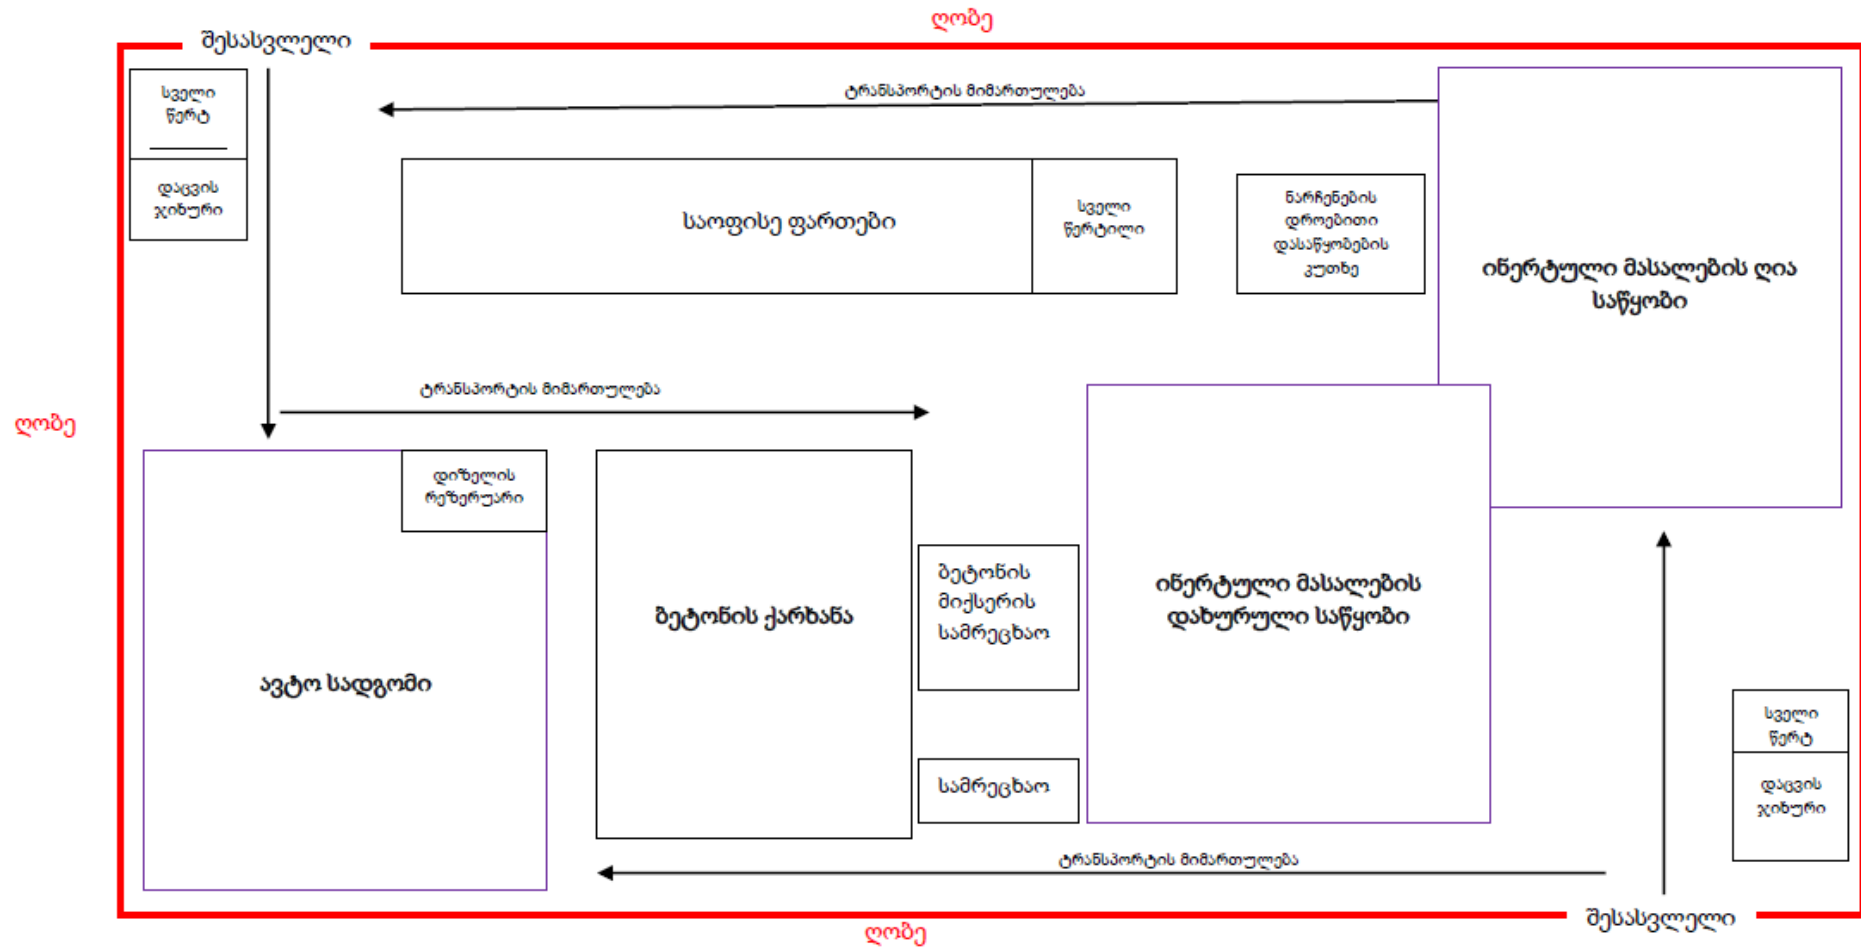 ღობე
შესასვლელი
სველი
წერტ
დაცვის
ჯიხური
ტრანსპორტის მიმართულება
საოფისე ფართები
სველი
წერტილი
ნარჩენების
დროებითი
დასაწყობების
კუთხე
ინერტული მასალების ღია
საწყობი
ტრანსპორტის მიმართულება
ღობე
დიზელის
რეზერუარი
ავტო სადგომი
ბეტონის ქარხანა
ბეტონის
მიქსერის
სამრეცხაო
სამრეცხაო
ინერტული მასალების
დახურული საწყობი
სველი
წერტ
დაცვის
ჯიხური
ტრანსპორტის მიმართულება
შესასვლელი
ღობე